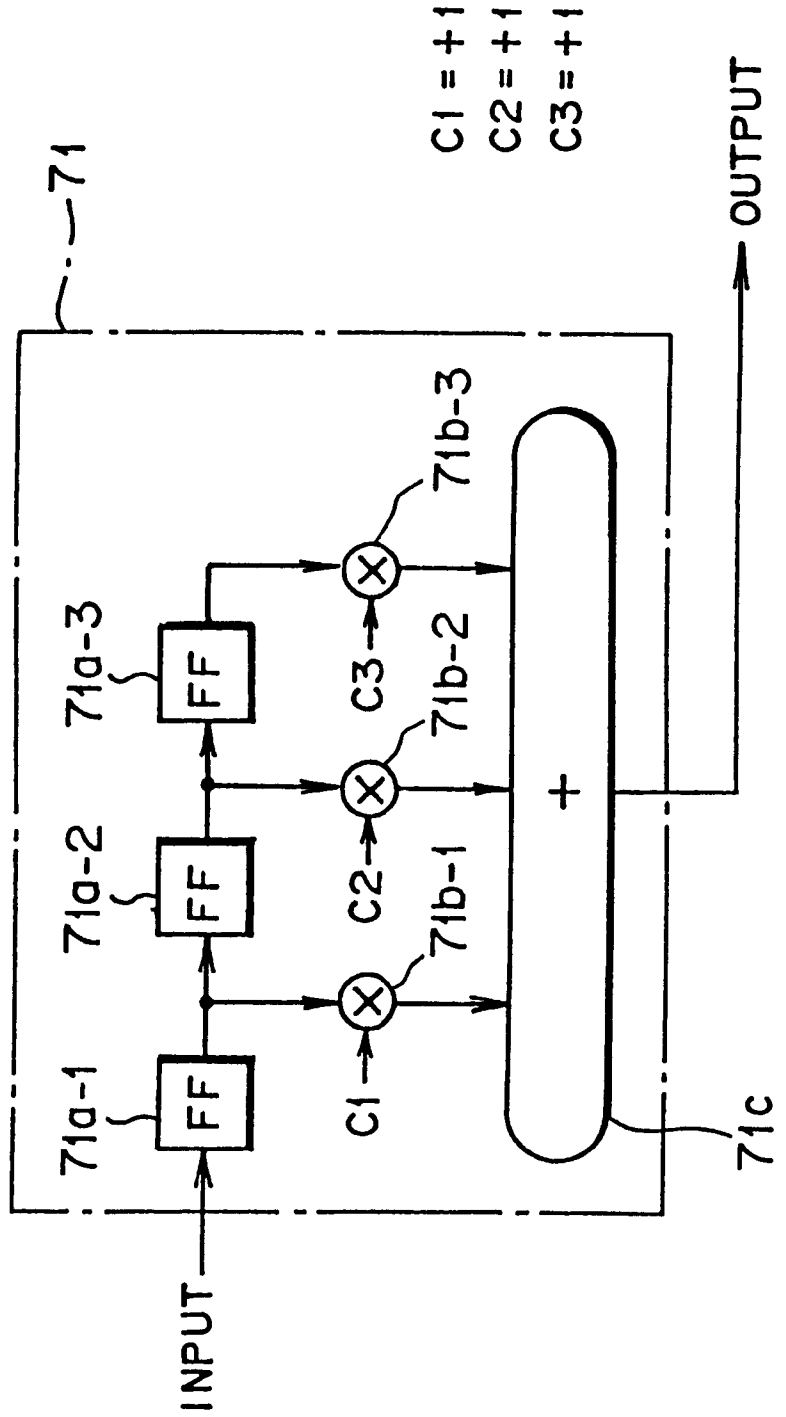 71
71a-1
71a-2
71a-3
INPUT
FF
FF
FF
C1
C2
C3
71b-1
71b-2
71b-3
+
71c
OUTPUT
C1 = +1
C2 = +1
C3 = +1